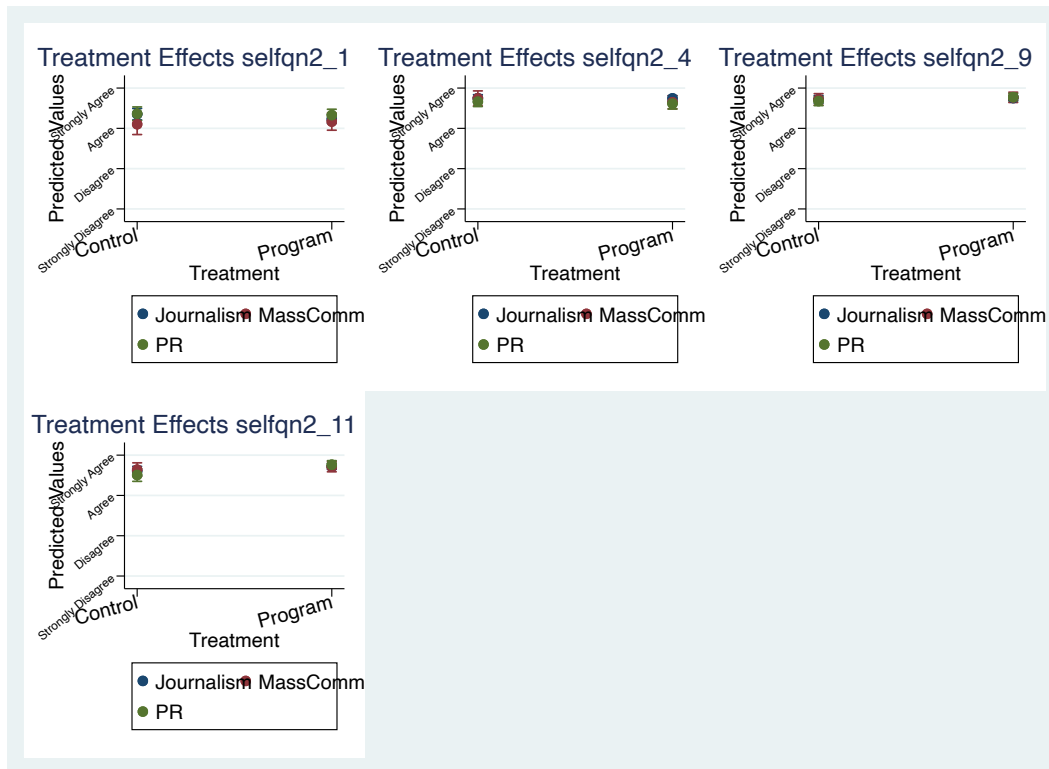 Treatment Effects selfqn2_1
Predicted Values
Strongly Agree
Agree
Disagree
Strongly Disagree
Control
Program
Treatment
Journalism
MassComm
PR
Treatment Effects selfqn2_4
Predicted Values
Strongly Agree
Agree
Disagree
Strongly Disagree
Control
Program
Treatment
Journalism
MassComm
PR
Treatment Effects selfqn2_9
Predicted Values
Strongly Agree
Agree
Disagree
Strongly Disagree
Control
Program
Treatment
Journalism
MassComm
PR
Treatment Effects selfqn2_11
Predicted Values
Strongly Agree
Agree
Disagree
Strongly Disagree
Control
Program
Treatment
Journalism
MassComm
PR